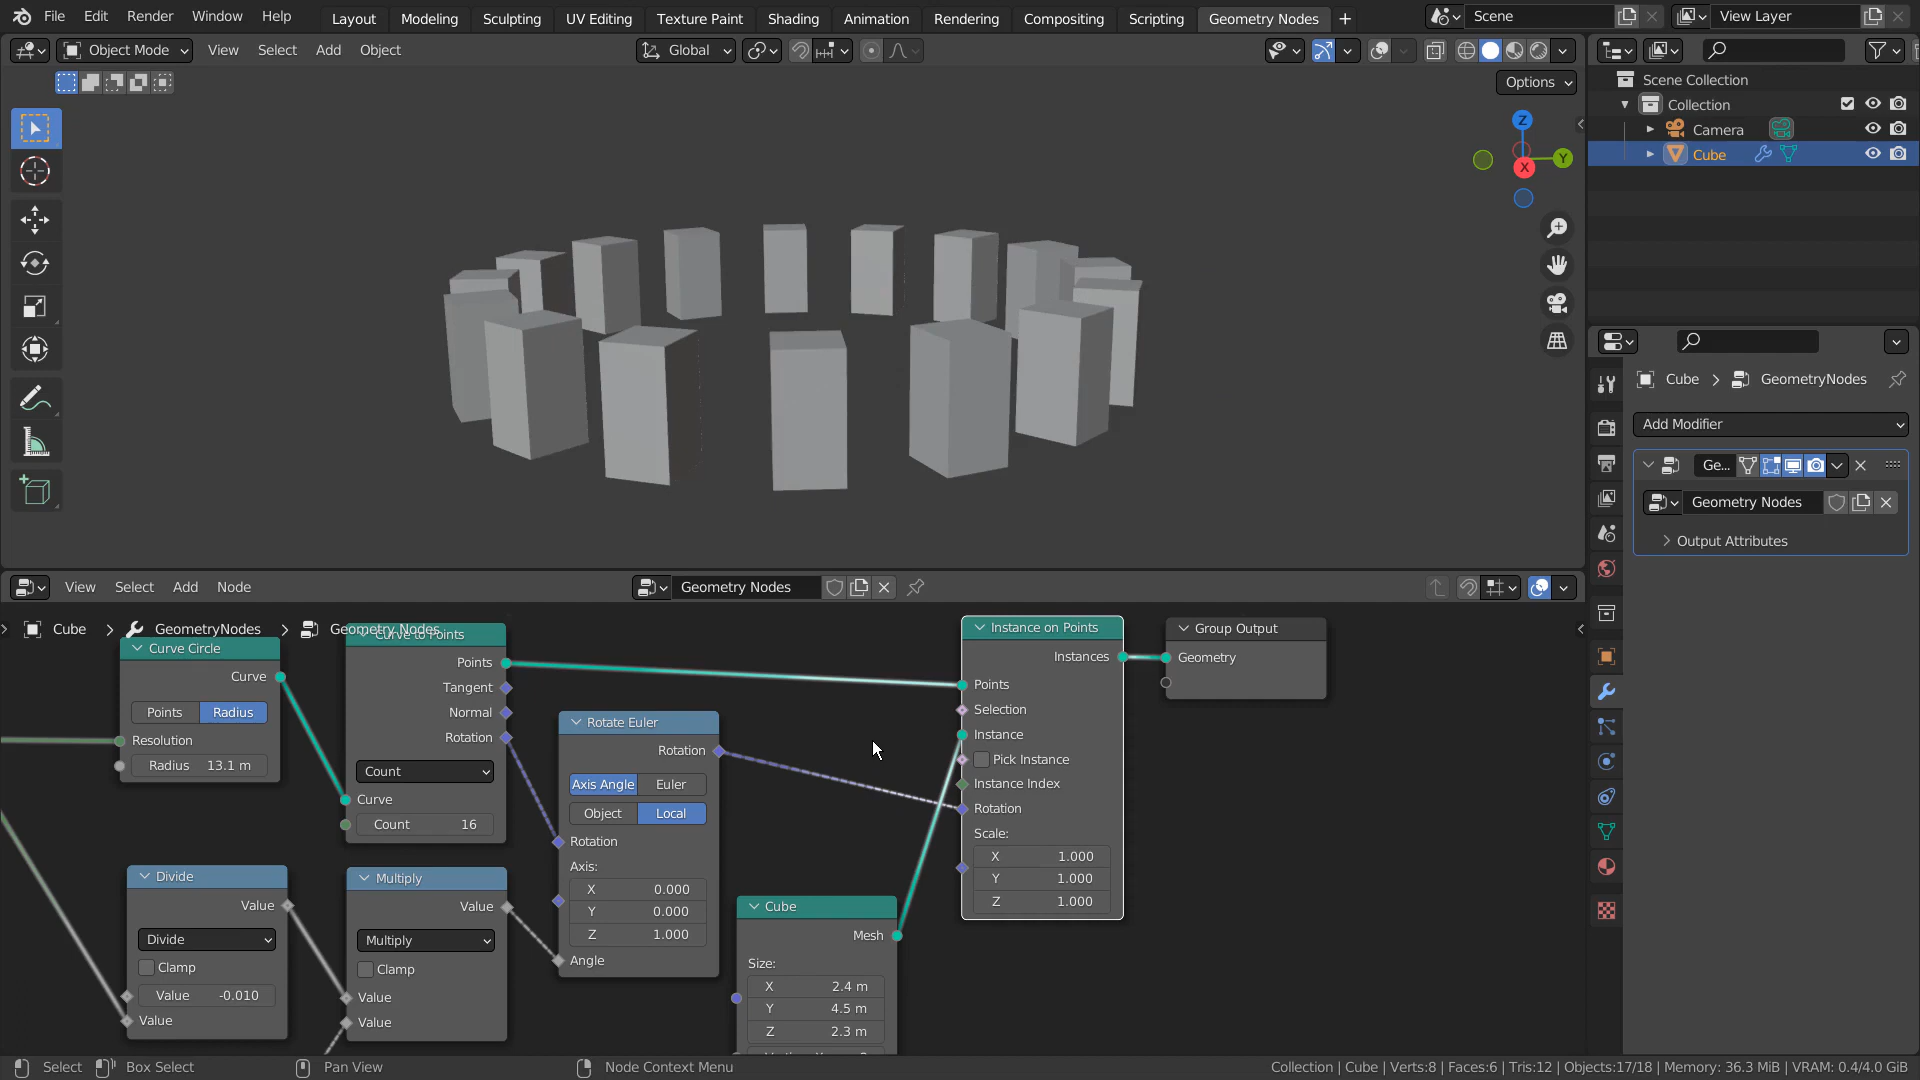 File Edit Render Window Help Layout Modeling Sculpting UV Editing Texture Paint Shading Animation Rendering Compositing Scripting Geometry Nodes + Scene View Layer
Object Mode View Select Add Object Global
Options
Z
Y
X
Scene Collection
Collection
Camera
Cube
Cube > GeometryNodes
Add Modifier
Ge...
Geometry Nodes
Output Attributes
View Select Add Node Geometry Nodes
Cube > GeometryNodes > Geometry Nodes
Curve Circle
Curve
Points Radius
Resolution
Radius 13.1 m
Curve to Points
Points
Tangent
Normal
Rotation
Count
Curve
Count 16
Rotate Euler
Rotation
Axis Angle Euler
Object Local
Rotation
Axis:
X 0.000
Y 0.000
Z 1.000
Angle
Instance on Points
Instances
Points
Selection
Instance
Pick Instance
Instance Index
Rotation
Scale:
X 1.000
Y 1.000
Z 1.000
Group Output
Geometry
Divide
Value
Divide
Clamp
Value -0.010
Value
Multiply
Value
Multiply
Clamp
Value
Value
Cube
Mesh
Size:
X 2.4 m
Y 4.5 m
Z 2.3 m
Select Box Select Pan View Node Context Menu Collection | Cube | Verts:8 | Faces:6 | Tris:12 | Objects:17/18 | Memory: 36.3 MiB | VRAM: 0.4/4.0 GiB